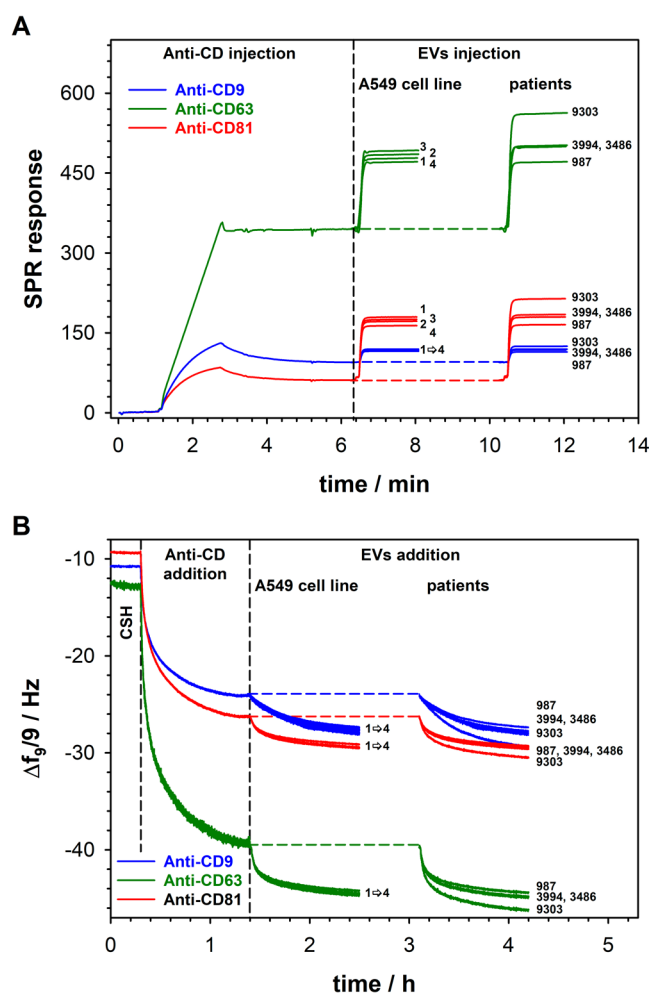 A
Anti-CD injection
EVs injection
A549 cell line
patients
Anti-CD9
Anti-CD63
Anti-CD81
SPR response
600
450
300
150
0
3
2
1
4
9303
3994, 3486
987
1
3
2
4
1⇨4
9303
3994, 3486
987
9303
3994, 3486
987
0
2
4
6
8
10
12
14
time / min
B
Anti-CD
addition
EVs addition
A549 cell line
patients
CSH
Δf9/9 / Hz
-10
-20
-30
-40
1⇨4
1⇨4
1⇨4
987
3994, 3486
9303
987, 3994, 3486
9303
987
3994, 3486
9303
Anti-CD9
Anti-CD63
Anti-CD81
0
1
2
3
4
5
time / h